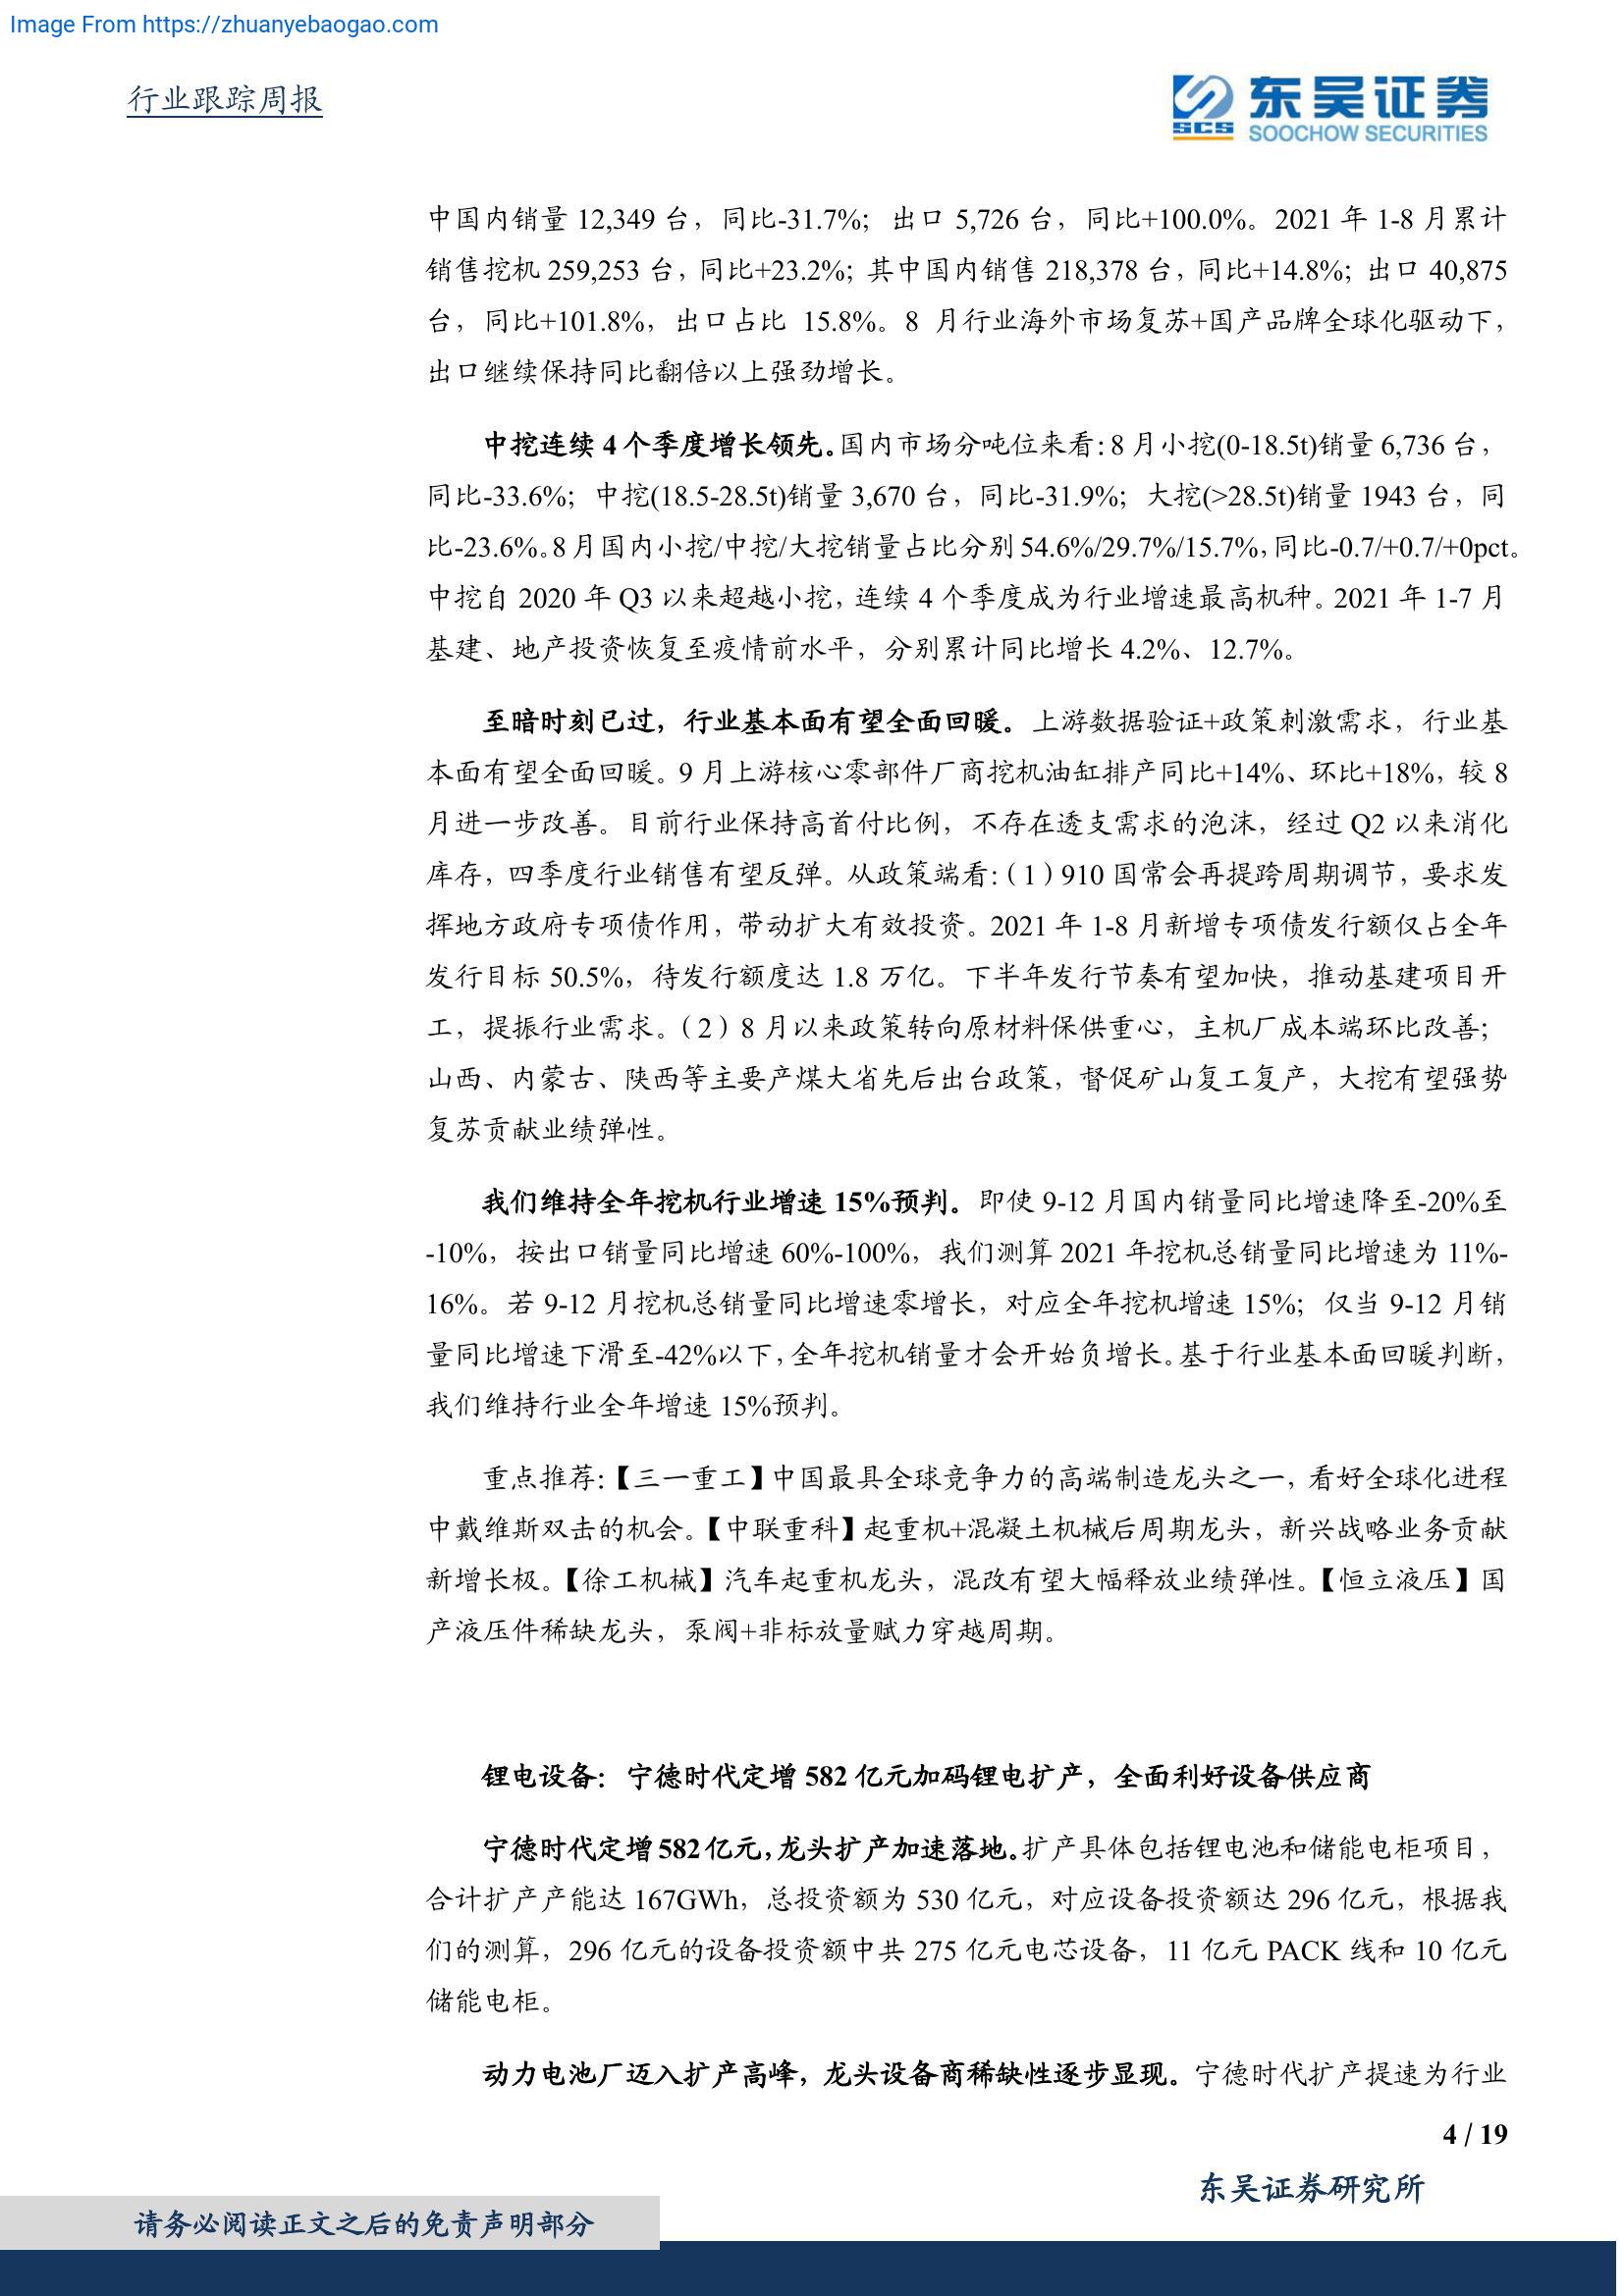 Image From https://zhuanyebaogao.com
行业跟踪周报
东吴证券
SCS
SOOCHOW SECURITIES
中国内销量 12,349 台，同比-31.7%；出口 5,726 台，同比+100.0%。2021 年 1-8 月累计
销售挖机 259,253 台，同比+23.2%；其中国内销售 218,378 台，同比+14.8%；出口 40,875
台，同比+101.8%，出口占比 15.8%。8 月行业海外市场复苏+国产品牌全球化驱动下，
出口继续保持同比翻倍以上强劲增长。
中挖连续 4 个季度增长领先。国内市场分吨位来看：8 月小挖(0-18.5t)销量 6,736 台，
同比-33.6%；中挖(18.5-28.5t)销量 3,670 台，同比-31.9%；大挖(>28.5t)销量 1943 台，同
比-23.6%。8 月国内小挖/中挖/大挖销量占比分别 54.6%/29.7%/15.7%，同比-0.7/+0.7/+0pct。
中挖自 2020 年 Q3 以来超越小挖，连续 4 个季度成为行业增速最高机种。2021 年 1-7 月
基建、地产投资恢复至疫情前水平，分别累计同比增长 4.2%、12.7%。
至暗时刻已过，行业基本面有望全面回暖。上游数据验证+政策刺激需求，行业基
本面有望全面回暖。9 月上游核心零部件厂商挖机油缸排产同比+14%、环比+18%，较 8
月进一步改善。目前行业保持高首付比例，不存在透支需求的泡沫，经过 Q2 以来消化
库存，四季度行业销售有望反弹。从政策端看：（1）910 国常会再提跨周期调节，要求发
挥地方政府专项债作用，带动扩大有效投资。2021 年 1-8 月新增专项债发行额仅占全年
发行目标 50.5%，待发行额度达 1.8 万亿。下半年发行节奏有望加快，推动基建项目开
工，提振行业需求。（2）8 月以来政策转向原材料保供重心，主机厂成本端环比改善；
山西、内蒙古、陕西等主要产煤大省先后出台政策，督促矿山复工复产，大挖有望强势
复苏贡献业绩弹性。
我们维持全年挖机行业增速 15%预判。即使 9-12 月国内销量同比增速降至-20%至
-10%，按出口销量同比增速 60%-100%，我们测算 2021 年挖机总销量同比增速为 11%-
16%。若 9-12 月挖机总销量同比增速零增长，对应全年挖机增速 15%；仅当 9-12 月销
量同比增速下滑至-42%以下，全年挖机销量才会开始负增长。基于行业基本面回暖判断，
我们维持行业全年增速 15%预判。
重点推荐：【三一重工】中国最具全球竞争力的高端制造龙头之一，看好全球化进程
中戴维斯双击的机会。【中联重科】起重机+混凝土机械后周期龙头，新兴战略业务贡献
新增长极。【徐工机械】汽车起重机龙头，混改有望大幅释放业绩弹性。【恒立液压】国
产液压件稀缺龙头，泵阀+非标放量赋力穿越周期。
锂电设备：宁德时代定增 582 亿元加码锂电扩产，全面利好设备供应商
宁德时代定增 582 亿元，龙头扩产加速落地。扩产具体包括锂电池和储能电柜项目，
合计扩产产能达 167GWh，总投资额为 530 亿元，对应设备投资额达 296 亿元，根据我
们的测算，296 亿元的设备投资额中共 275 亿元电芯设备，11 亿元 PACK 线和 10 亿元
储能电柜。
动力电池厂迈入扩产高峰，龙头设备商稀缺性逐步显现。宁德时代扩产提速为行业
4 / 19
东吴证券研究所
请务必阅读正文之后的免责声明部分